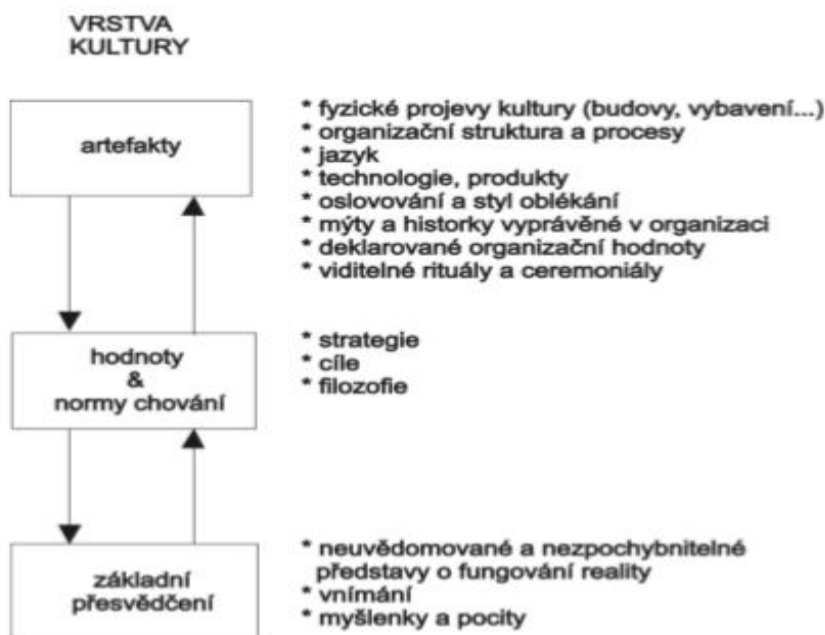 VRSTVA
KULTURY
artefakty
* fyzické projevy kultury (budovy, vybavení...)
* organizační struktura a procesy
* jazyk
* technologie, produkty
* oslovování a styl oblékání
* mýty a historky vyprávěné v organizaci
* deklarované organizační hodnoty
* viditelné rituály a ceremoniály
hodnoty
&
normy chování
* strategie
* cíle
* filozofie
základní
přesvědčení
* neuvědomované a nezpochybnitelné
představy o fungování reality
* vnímání
* myšlenky a pocity